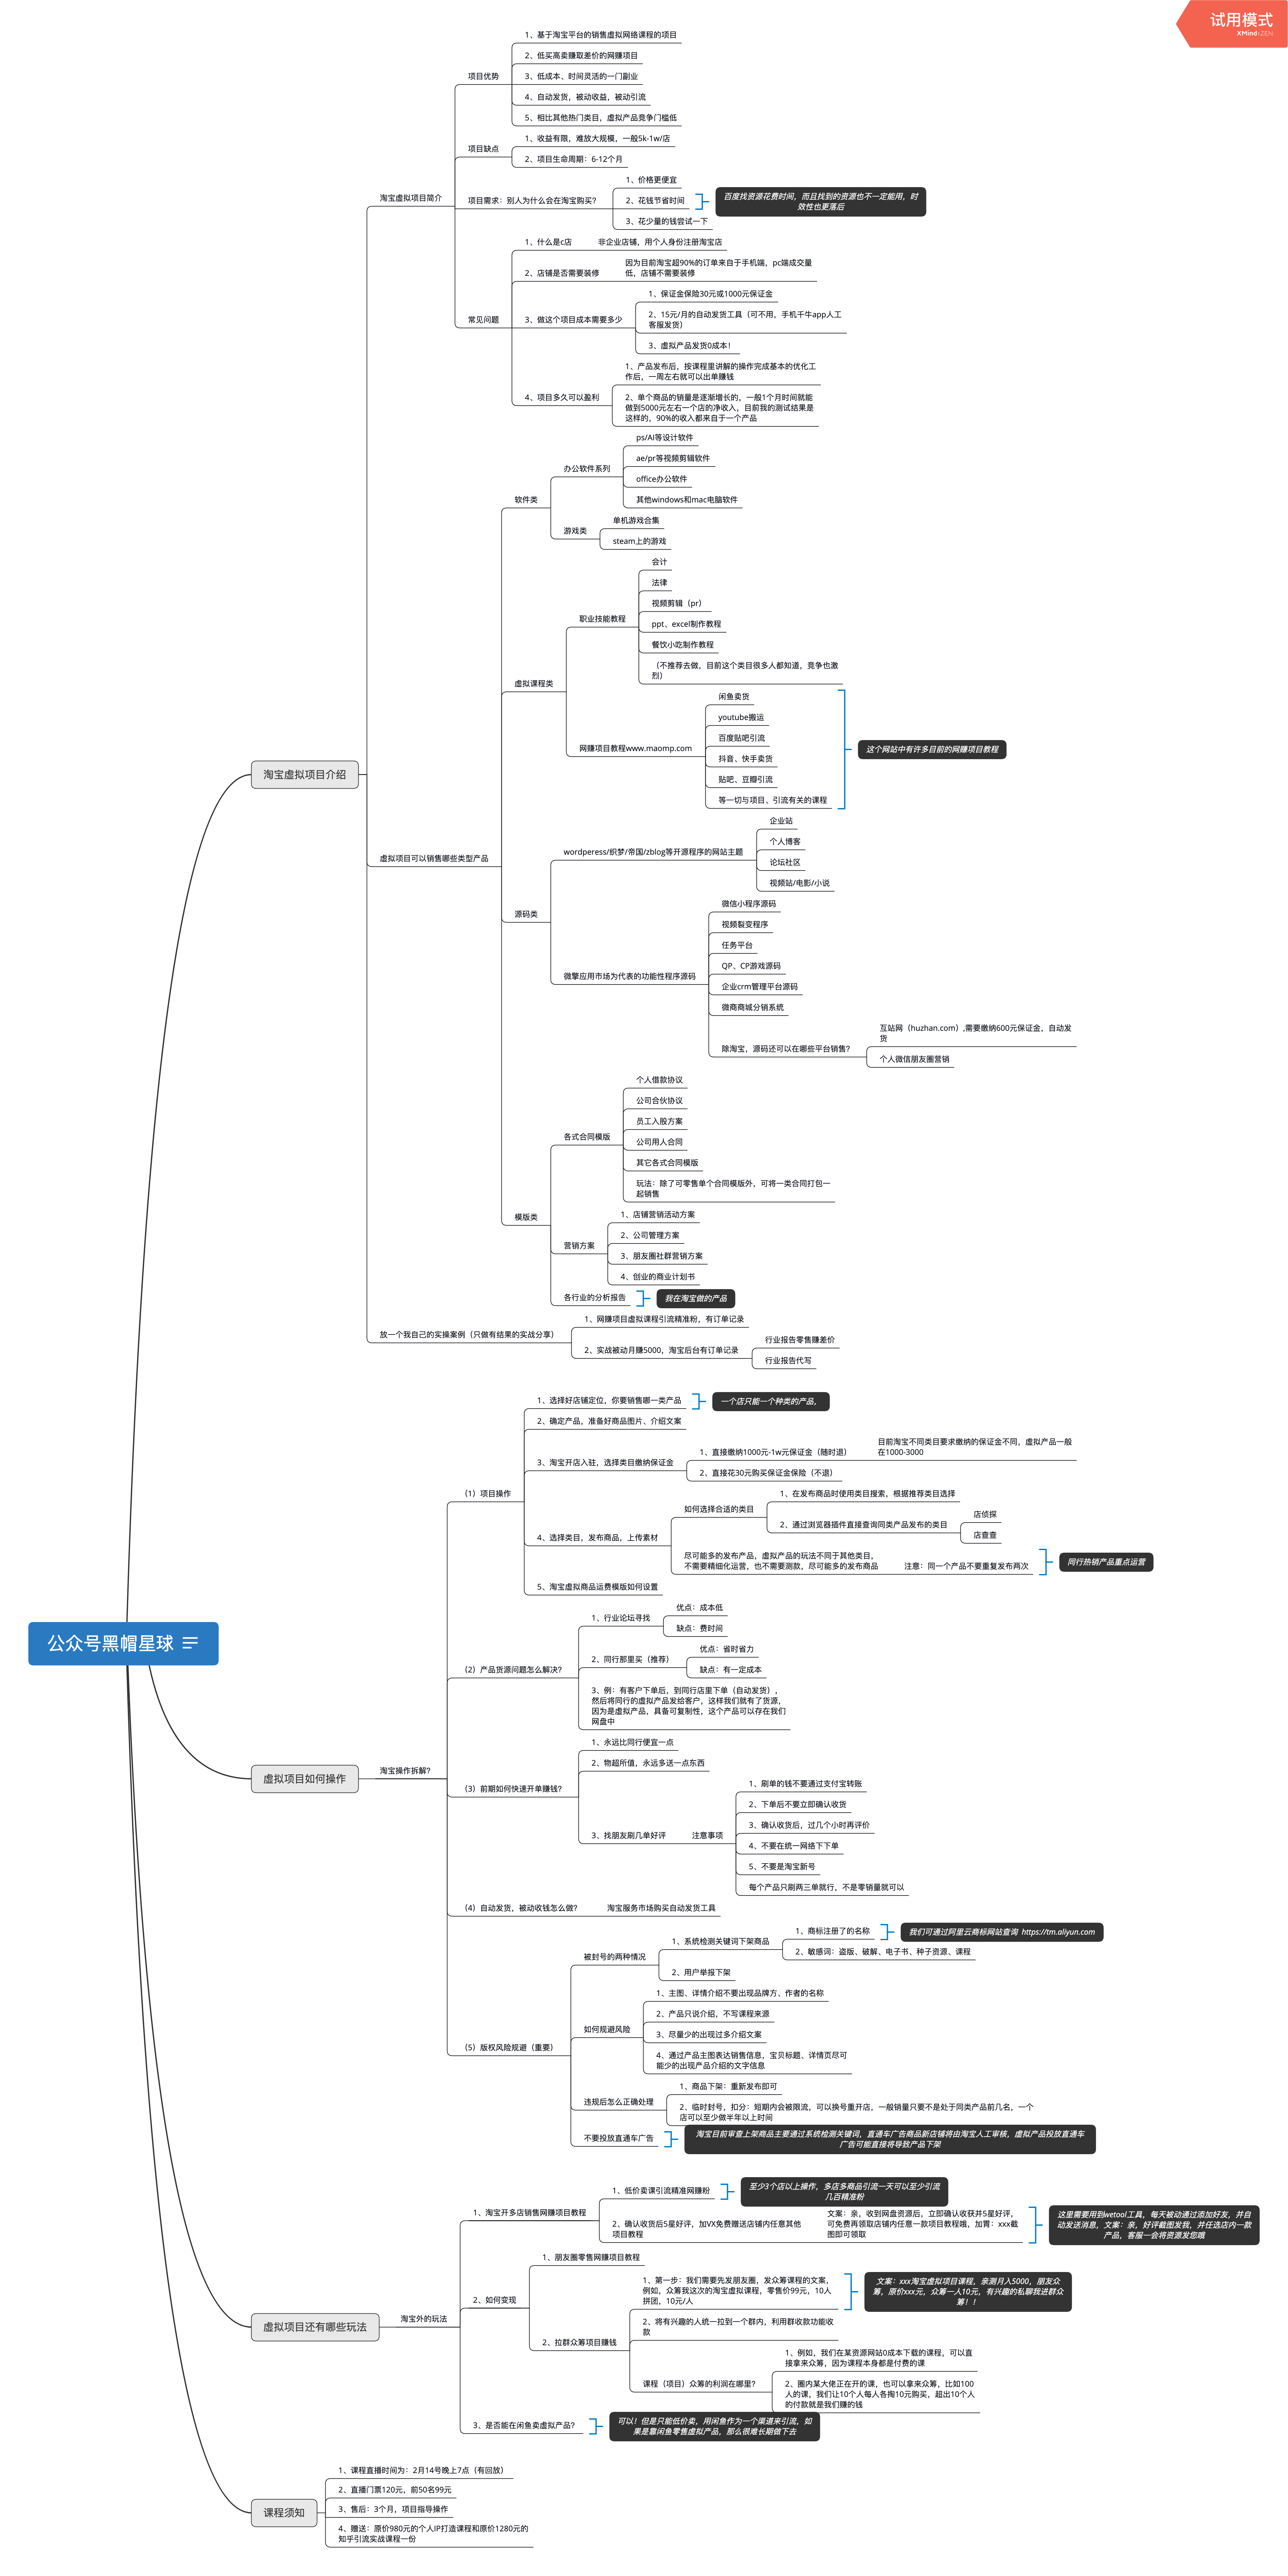 试用模式
XMind:ZEN
公众号黑帽星球
淘宝虚拟项目介绍
淘宝虚拟项目简介
项目优势
1、基于淘宝平台的销售虚拟网络课程的项目
2、低买高卖赚取差价的网赚项目
3、低成本、时间灵活的一门副业
4、自动发货，被动收益，被动引流
5、相比其他热门类目，虚拟产品竞争门槛低
项目缺点
1、收益有限，难放大规模，一般5k-1w/店
2、项目生命周期：6-12个月
项目需求：别人为什么会在淘宝购买？
1、价格更便宜
2、花钱节省时间
百度找资源花费时间，而且找到的资源也不一定能用，时
效性也更落后
3、花少量的钱尝试一下
常见问题
1、什么是c店
非企业店铺，用个人身份注册淘宝店
2、店铺是否需要装修
因为目前淘宝超90%的订单来自于手机端，pc端成交量
低，店铺不需要装修
3、做这个项目成本需要多少
1、保证金保险30元或1000元保证金
2、15元/月的自动发货工具（可不用，手机千牛app人工
客服发货）
3、虚拟产品发货0成本！
4、项目多久可以盈利
1、产品发布后，按课程里讲解的操作完成基本的优化工
作后，一周左右就可以出单赚钱
2、单个商品的销量是逐渐增长的，一般1个月时间就能
做到5000元左右一个店的净收入，目前我的测试结果是
这样的，90%的收入都来自于一个产品
虚拟项目可以销售哪些类型产品
软件类
办公软件系列
ps/AI等设计软件
ae/pr等视频剪辑软件
office办公软件
其他windows和mac电脑软件
游戏类
单机游戏合集
steam上的游戏
虚拟课程类
职业技能教程
会计
法律
视频剪辑（pr）
ppt、excel制作教程
餐饮小吃制作教程
（不推荐去做，目前这个类目很多人都知道，竞争也激
烈）
网赚项目教程www.maomp.com
闲鱼卖货
youtube搬运
百度贴吧引流
抖音、快手卖货
贴吧、豆瓣引流
等一切与项目、引流有关的课程
这个网站中有许多目前的网赚项目教程
源码类
wordperess/织梦/帝国/zblog等开源程序的网站主题
企业站
个人博客
论坛社区
视频站/电影/小说
微擎应用市场为代表的功能性程序源码
微信小程序源码
视频裂变程序
任务平台
QP、CP游戏源码
企业crm管理平台源码
微商商城分销系统
除淘宝，源码还可以在哪些平台销售？
互站网（huzhan.com）,需要缴纳600元保证金，自动发
货
个人微信朋友圈营销
模版类
各式合同模版
个人借款协议
公司合伙协议
员工入股方案
公司用人合同
其它各式合同模版
玩法：除了可零售单个合同模版外，可将一类合同打包一
起销售
营销方案
1、店铺营销活动方案
2、公司管理方案
3、朋友圈社群营销方案
4、创业的商业计划书
各行业的分析报告
我在淘宝做的产品
放一个我自己的实操案例（只做有结果的实战分享）
1、网赚项目虚拟课程引流精准粉，有订单记录
2、实战被动月赚5000，淘宝后台有订单记录
行业报告零售赚差价
行业报告代写
虚拟项目如何操作
淘宝操作拆解？
（1）项目操作
1、选择好店铺定位，你要销售哪一类产品
一个店只能一个种类的产品，
2、确定产品，准备好商品图片、介绍文案
3、淘宝开店入驻，选择类目缴纳保证金
1、直接缴纳1000元-1w元保证金（随时退）
目前淘宝不同类目要求缴纳的保证金不同，虚拟产品一般
在1000-3000
2、直接花30元购买保证金保险（不退）
4、选择类目，发布商品，上传素材
如何选择合适的类目
1、在发布商品时使用类目搜索，根据推荐类目选择
2、通过浏览器插件直接查询同类产品发布的类目
店侦探
店查查
尽可能多的发布产品，虚拟产品的玩法不同于其他类目，
不需要精细化运营，也不需要测款，尽可能多的发布商品
注意：同一个产品不要重复发布两次
同行热销产品重点运营
5、淘宝虚拟商品运费模版如何设置
（2）产品货源问题怎么解决？
1、行业论坛寻找
优点：成本低
缺点：费时间
2、同行那里买（推荐）
优点：省时省力
缺点：有一定成本
3、例：有客户下单后，到同行店里下单（自动发货），
然后将同行的虚拟产品发给客户，这样我们就有了货源，
因为是虚拟产品，具备可复制性，这个产品可以存在我们
网盘中
（3）前期如何快速开单赚钱？
1、永远比同行便宜一点
2、物超所值，永远多送一点东西
3、找朋友刷几单好评
注意事项
1、刷单的钱不要通过支付宝转账
2、下单后不要立即确认收货
3、确认收货后，过几个小时再评价
4、不要在统一网络下下单
5、不要是淘宝新号
每个产品只刷两三单就行，不是零销量就可以
（4）自动发货，被动收钱怎么做？
淘宝服务市场购买自动发货工具
（5）版权风险规避（重要）
被封号的两种情况
1、系统检测关键词下架商品
1、商标注册了的名称
我们可通过阿里云商标网站查询 https://tm.aliyun.com
2、敏感词：盗版、破解、电子书、种子资源、课程
2、用户举报下架
如何规避风险
1、主图、详情介绍不要出现品牌方、作者的名称
2、产品只说介绍，不写课程来源
3、尽量少的出现过多介绍文案
4、通过产品主图表达销售信息，宝贝标题、详情页尽可
能少的出现产品介绍的文字信息
违规后怎么正确处理
1、商品下架：重新发布即可
2、临时封号，扣分：短期内会被限流，可以换号重开店，一般销量只要不是处于同类产品前几名，一个
店可以至少做半年以上时间
不要投放直通车广告
淘宝目前审查上架商品主要通过系统检测关键词，直通车广告商品新店铺将由淘宝人工审核，虚拟产品投放直通车
广告可能直接将导致产品下架
虚拟项目还有哪些玩法
淘宝外的玩法
1、淘宝开多店销售网赚项目教程
1、低价卖课引流精准网赚粉
至少3个店以上操作，多店多商品引流一天可以至少引流
几百精准粉
2、确认收货后5星好评，加VX免费赠送店铺内任意其他
项目教程
文案：亲，收到网盘资源后，立即确认收获并5星好评，
可免费再领取店铺内任意一款项目教程哦，加胃：xxx截
图即可领取
这里需要用到wetool工具，每天被动通过添加好友，并自
动发送消息，文案：亲，好评截图发我，并任选店内一款
产品，客服一会将资源发您哦
2、如何变现
1、朋友圈零售网赚项目教程
2、拉群众筹项目赚钱
1、第一步：我们需要先发朋友圈，发众筹课程的文案，
例如，众筹我这次的淘宝虚拟课程，零售价99元，10人
拼团，10元/人
文案：xxx淘宝虚拟项目课程，亲测月入5000，朋友众
筹，原价xxx元，众筹一人10元，有兴趣的私聊我进群众
筹！！
2、将有兴趣的人统一拉到一个群内，利用群收款功能收
款
课程（项目）众筹的利润在哪里？
1、例如，我们在某资源网站0成本下载的课程，可以直
接拿来众筹，因为课程本身都是付费的课
2、圈内某大佬正在开的课，也可以拿来众筹，比如100
人的课，我们让10个人每人各掏10元购买，超出10个人
的付款就是我们赚的钱
3、是否能在闲鱼卖虚拟产品？
可以！但是只能低价卖，用闲鱼作为一个渠道来引流，如
果是靠闲鱼零售虚拟产品，那么很难长期做下去
课程须知
1、课程直播时间为：2月14号晚上7点（有回放）
2、直播门票120元，前50名99元
3、售后：3个月，项目指导操作
4、赠送：原价980元的个人IP打造课程和原价1280元的
知乎引流实战课程一份